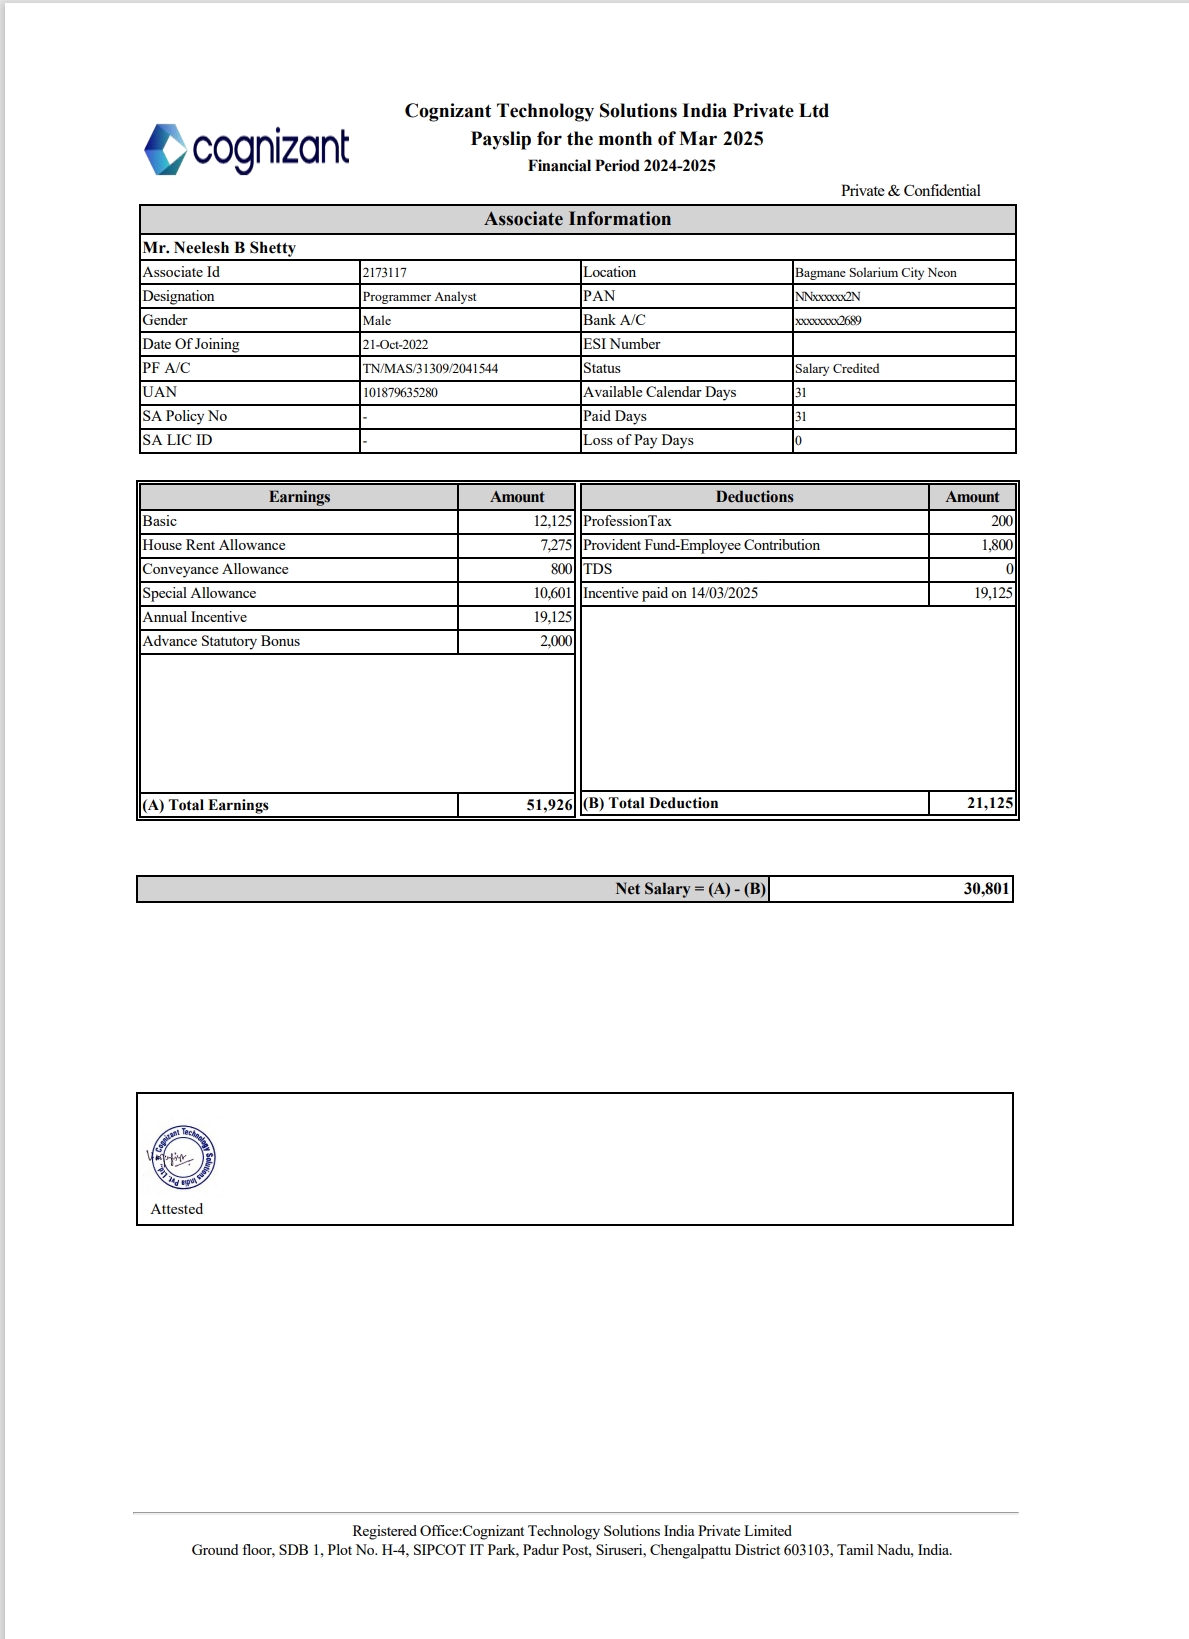 cognizant
Cognizant Technology Solutions India Private Ltd
Payslip for the month of Mar 2025
Financial Period 2024-2025
Private & Confidential
Associate Information
Mr. Neelesh B Shetty
Associate Id 2173117 Location Bagmane Solarium City Neon
Designation Programmer Analyst PAN NNxxxxxx2N
Gender Male Bank A/C xxxxxxxx2689
Date Of Joining 21-Oct-2022 ESI Number
PF A/C TN/MAS/31309/2041544 Status Salary Credited
UAN 101879635280 Available Calendar Days 31
SA Policy No - Paid Days 31
SA LIC ID - Loss of Pay Days 0
Earnings Amount Deductions Amount
Basic 12,125 ProfessionTax 200
House Rent Allowance 7,275 Provident Fund-Employee Contribution 1,800
Conveyance Allowance 800 TDS 0
Special Allowance 10,601 Incentive paid on 14/03/2025 19,125
Annual Incentive 19,125
Advance Statutory Bonus 2,000
(A) Total Earnings 51,926 (B) Total Deduction 21,125
Net Salary = (A) - (B) 30,801
Cognizant Technology Solutions India Pvt. Ltd.
Attested
Registered Office:Cognizant Technology Solutions India Private Limited
Ground floor, SDB 1, Plot No. H-4, SIPCOT IT Park, Padur Post, Siruseri, Chengalpattu District 603103, Tamil Nadu, India.